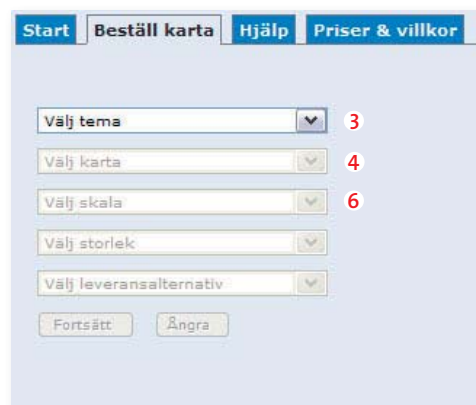 Start Beställ karta Hjälp Priser & villkor
Välj tema 3
Välj karta 4
Välj skala 6
Välj storlek
Välj leveransalternativ
Fortsätt Ångra